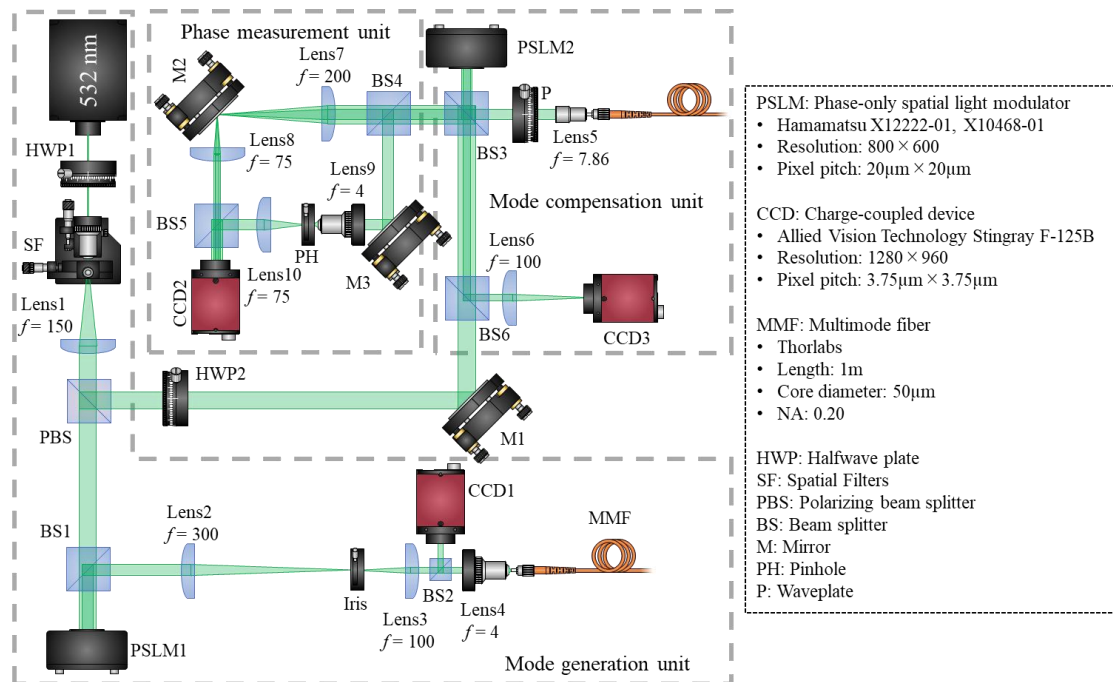 532 nm
HWP1
SF
Lens1
f = 150
PBS
HWP2
BS1
PSLM1
Lens2
f = 300
Iris
Lens3
f = 100
BS2
CCD1
Lens4
f = 4
MMF
Mode generation unit
M1
Phase measurement unit
M2
Lens7
f = 200
BS4
Lens8
f = 75
Lens9
f = 4
BS5
PH
M3
Lens10
f = 75
CCD2
PSLM2
P
BS3
Lens5
f = 7.86
Mode compensation unit
Lens6
f = 100
BS6
CCD3
PSLM: Phase-only spatial light modulator
• Hamamatsu X12222-01, X10468-01
• Resolution: 800 × 600
• Pixel pitch: 20μm × 20μm
CCD: Charge-coupled device
• Allied Vision Technology Stingray F-125B
• Resolution: 1280 × 960
• Pixel pitch: 3.75μm × 3.75μm
MMF: Multimode fiber
• Thorlabs
• Length: 1m
• Core diameter: 50μm
• NA: 0.20
HWP: Halfwave plate
SF: Spatial Filters
PBS: Polarizing beam splitter
BS: Beam splitter
M: Mirror
PH: Pinhole
P: Waveplate